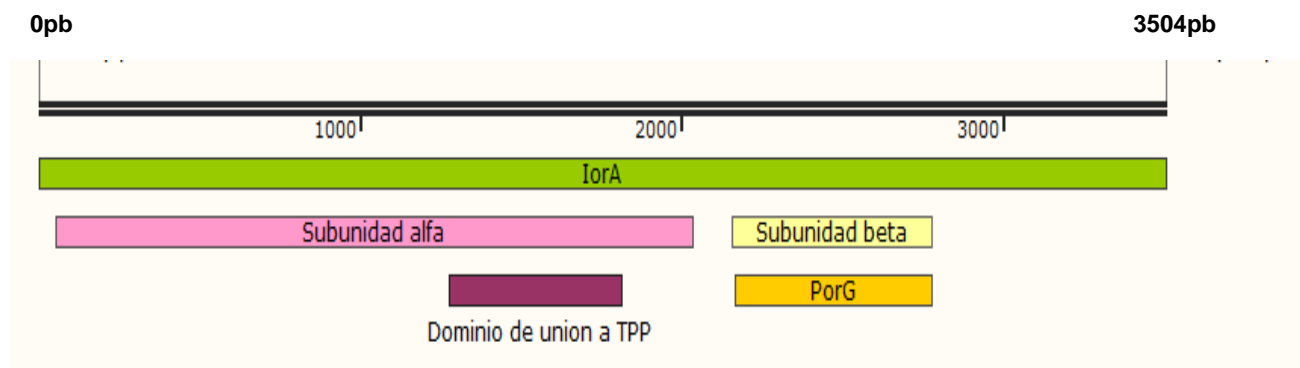 0pb 3504pb
1000 2000 3000
IorA
Subunidad alfa Subunidad beta
PorG
Dominio de union a TPP